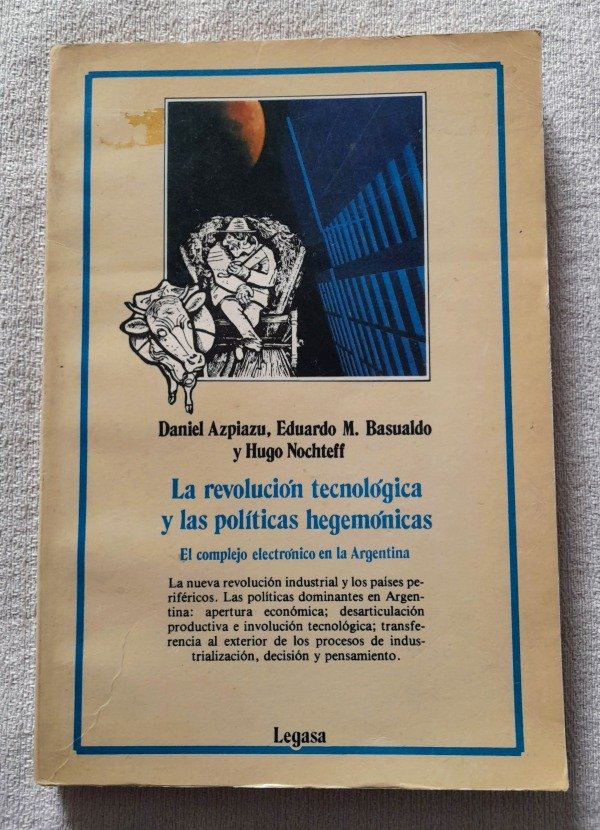 Daniel Azpiazu, Eduardo M. Basualdo
y Hugo Nochteff
La revolución tecnológica
y las políticas hegemónicas
El complejo electrónico en la Argentina
La nueva revolución industrial y los países pe-
riféricos. Las políticas dominantes en Argen-
tina: apertura económica; desarticulación
productiva e involución tecnológica; transfe-
rencia al exterior de los procesos de indus-
trialización, decisión y pensamiento.
Legasa